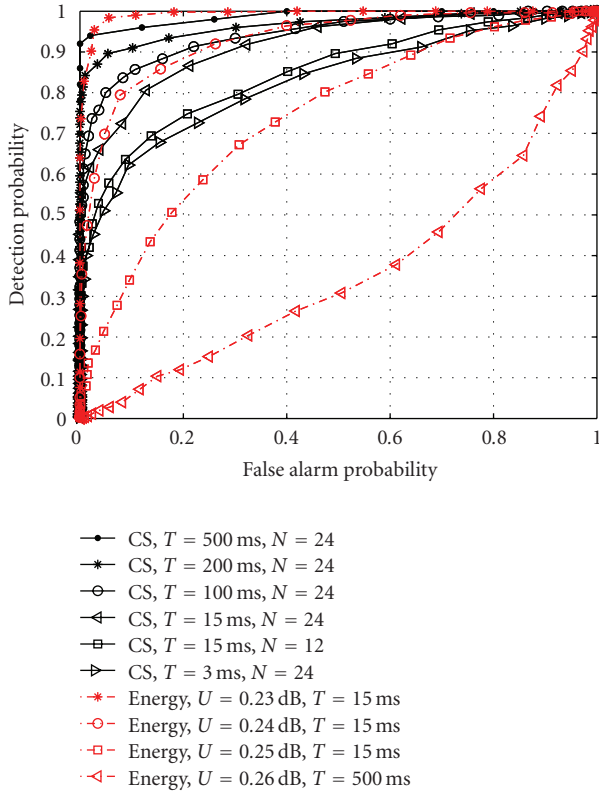 Detection probability
1
0.9
0.8
0.7
0.6
0.5
0.4
0.3
0.2
0.1
0
0 0.2 0.4 0.6 0.8 1
False alarm probability
CS, T = 500 ms, N = 24
CS, T = 200 ms, N = 24
CS, T = 100 ms, N = 24
CS, T = 15 ms, N = 24
CS, T = 15 ms, N = 12
CS, T = 3 ms, N = 24
Energy, U = 0.23 dB, T = 15 ms
Energy, U = 0.24 dB, T = 15 ms
Energy, U = 0.25 dB, T = 15 ms
Energy, U = 0.26 dB, T = 500 ms